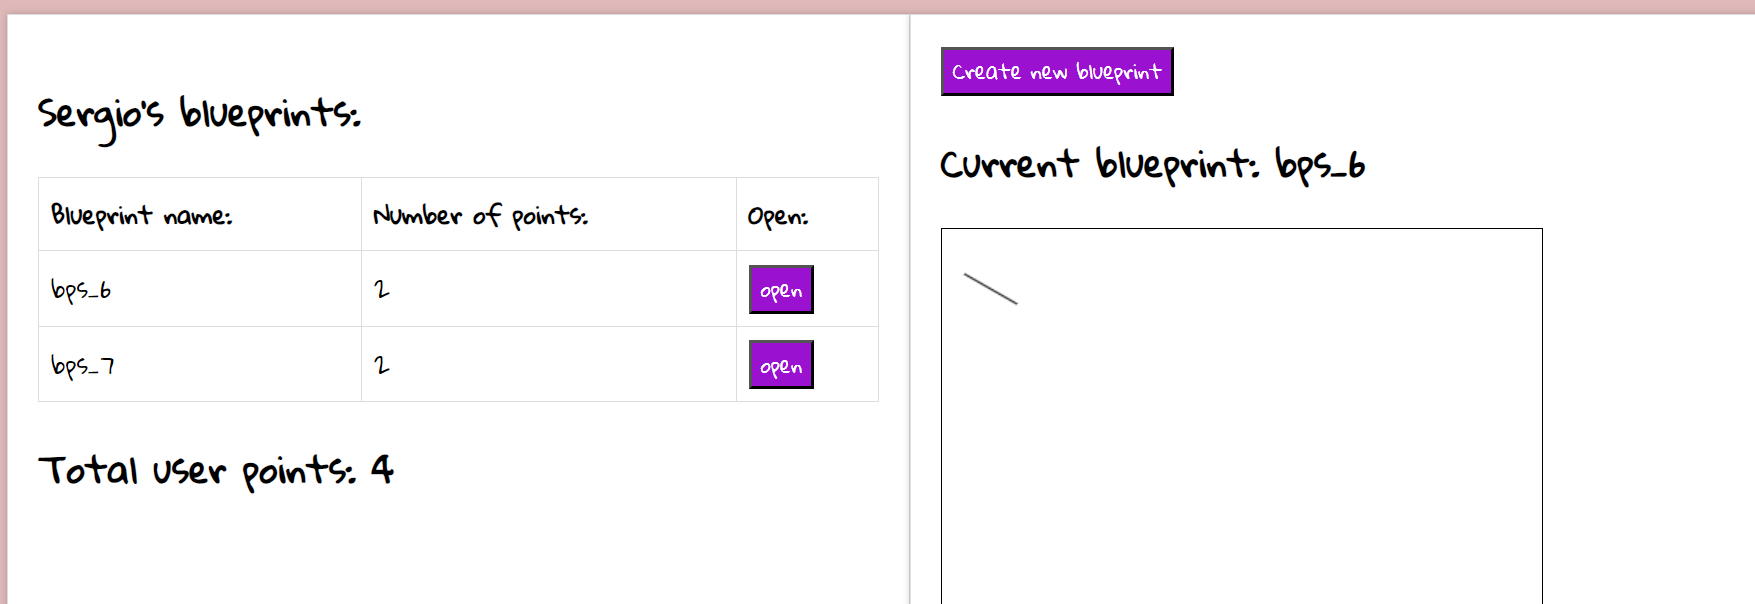 Sergio's blueprints:
Blueprint name: Number of points: Open:
bps_6 2 open
bps_7 2 open
Total user points: 4
Create new blueprint
Current blueprint: bps_6